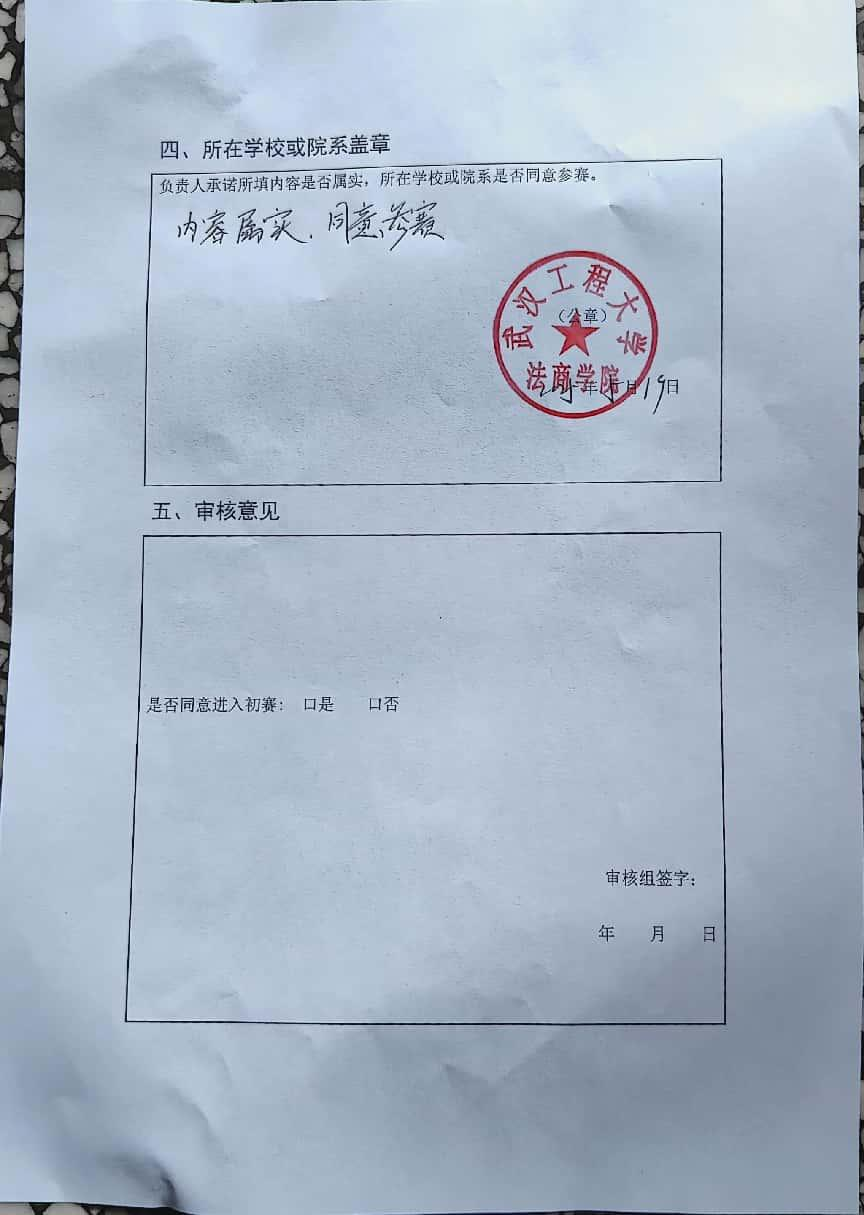 四、所在学校或院系盖章
负责人承诺所填内容是否属实，所在学校或院系是否同意参赛。
内容属实，同意参赛
武汉工程大学
（公章）
法商学院
年 月19日
五、审核意见
是否同意进入初赛： 口是 口否
审核组签字：
年 月 日